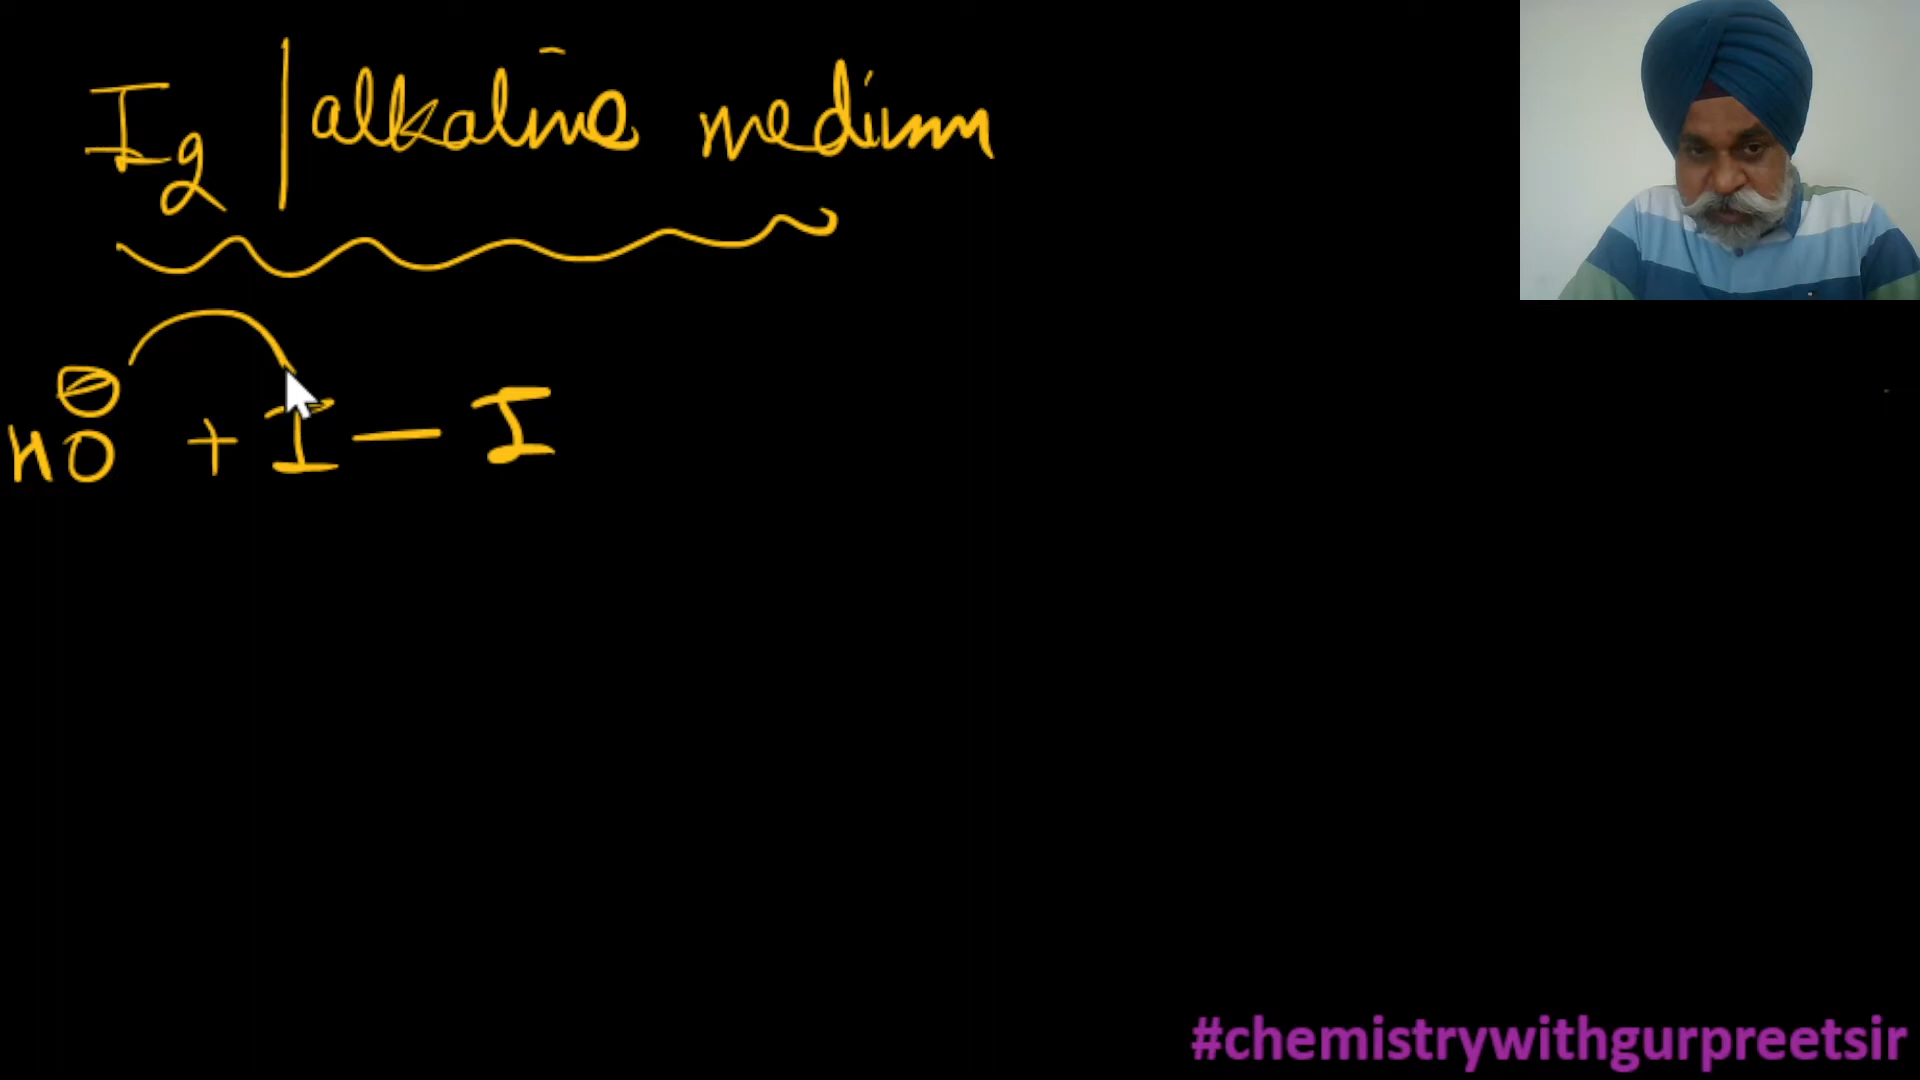 I2 | alkaline medium
HO⊖ + I — I
#chemistrywithgurpreetsir